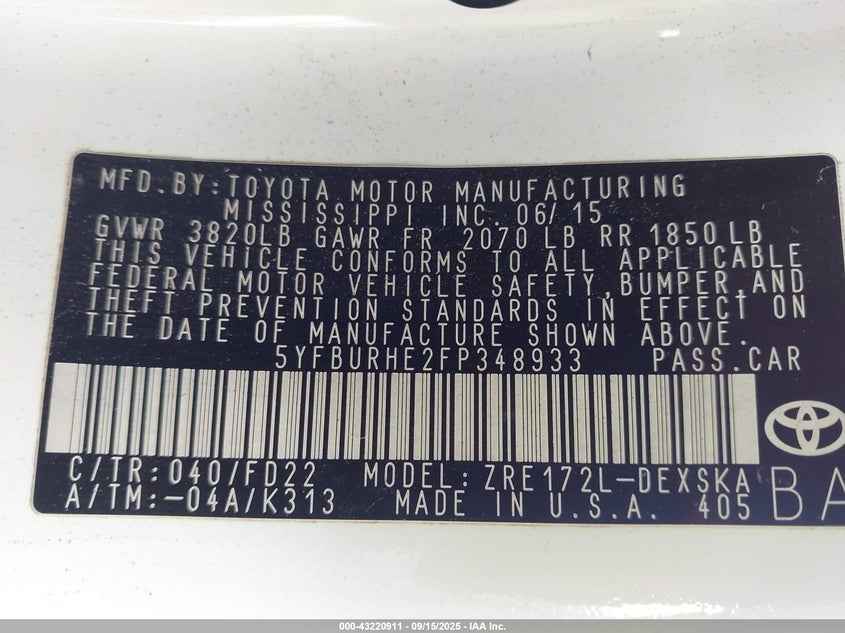 MFD.BY:TOYOTA MOTOR MANUFACTURING
MISSISSIPPI INC. 06/15
GVWR 3820LB GAWR FR 2070 LB RR 1850 LB
THIS VEHICLE CONFORMS TO ALL APPLICABLE
FEDERAL MOTOR VEHICLE SAFETY, BUMPER, AND
THEFT PREVENTION STANDARDS IN EFFECT ON
THE DATE OF MANUFACTURE SHOWN ABOVE.
5YFBURHE2FP348933 PASS.CAR
C/TR:040/FD22 MODEL:ZRE172L-DEXSKA
A/TM:-04A/K313 MADE IN U.S.A. 405 BA
000-43220911 - 09/15/2025 - IAA Inc.